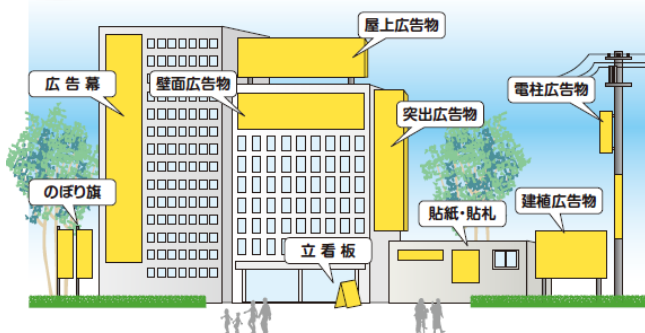 屋上広告物
広告幕
壁面広告物
電柱広告物
突出広告物
のぼり旗
貼紙・貼札
建植広告物
立看板